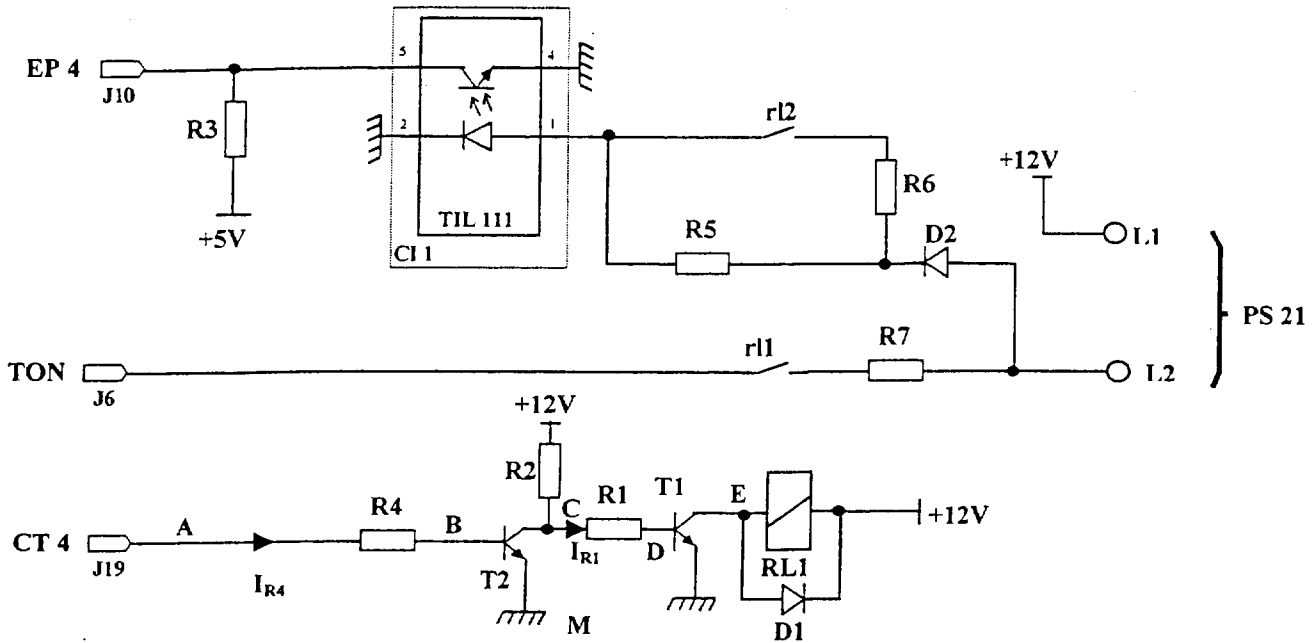 EP 4
J10
R3
+5V
5
4
2
1
TIL 111
CI 1
rl2
R6
R5
D2
+12V
L1
PS 21
L2
TON
J6
rl1
R7
+12V
R2
CT 4
J19
A
I_R4
R4
B
T2
C
I_R1
R1
D
T1
E
RL1
D1
+12V
M